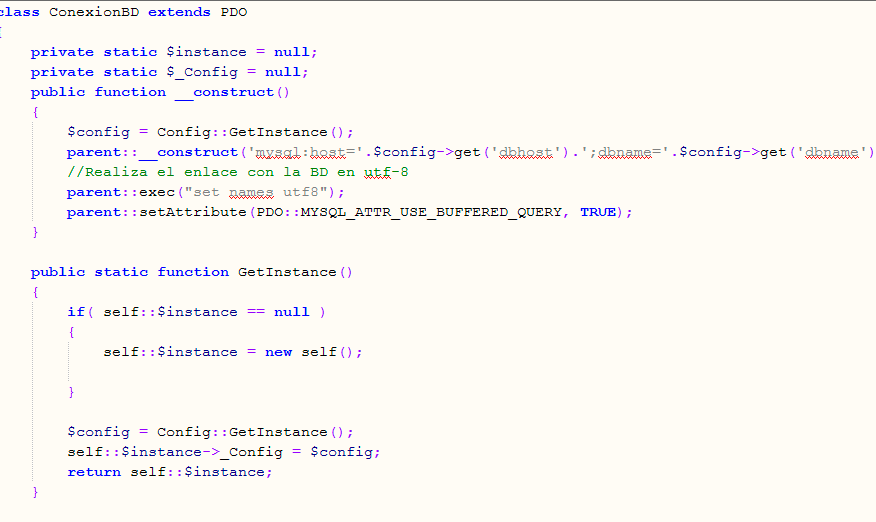 class ConexionBD extends PDO
{
private static $instance = null;
private static $_Config = null;
public function __construct()
{
$config = Config::GetInstance();
parent::__construct('mysql:host='.$config->get('dbhost').';dbname='.$config->get('dbname')
//Realiza el enlace con la BD en utf-8
parent::exec("set names utf8");
parent::setAttribute(PDO::MYSQL_ATTR_USE_BUFFERED_QUERY, TRUE);
}
public static function GetInstance()
{
if( self::$instance == null )
{
self::$instance = new self();
}
$config = Config::GetInstance();
self::$instance->_Config = $config;
return self::$instance;
}